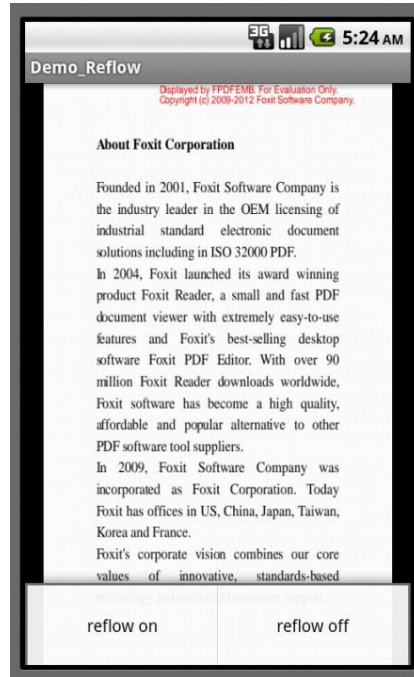 3G
5:24 AM
Demo_Reflow
Displayed by FPDFEMB. For Evaluation Only.
Copyright (c) 2009-2012 Foxit Software Company.
About Foxit Corporation
Founded in 2001, Foxit Software Company is
the industry leader in the OEM licensing of
industrial standard electronic document
solutions including in ISO 32000 PDF.
In 2004, Foxit launched its award winning
product Foxit Reader, a small and fast PDF
document viewer with extremely easy-to-use
features and Foxit's best-selling desktop
software Foxit PDF Editor. With over 90
million Foxit Reader downloads worldwide,
Foxit software has become a high quality,
affordable and popular alternative to other
PDF software tool suppliers.
In 2009, Foxit Software Company was
incorporated as Foxit Corporation. Today
Foxit has offices in US, China, Japan, Taiwan,
Korea and France.
Foxit's corporate vision combines our core
values of innovative, standards-based
technology and unrivaled customer support.
reflow on
reflow off